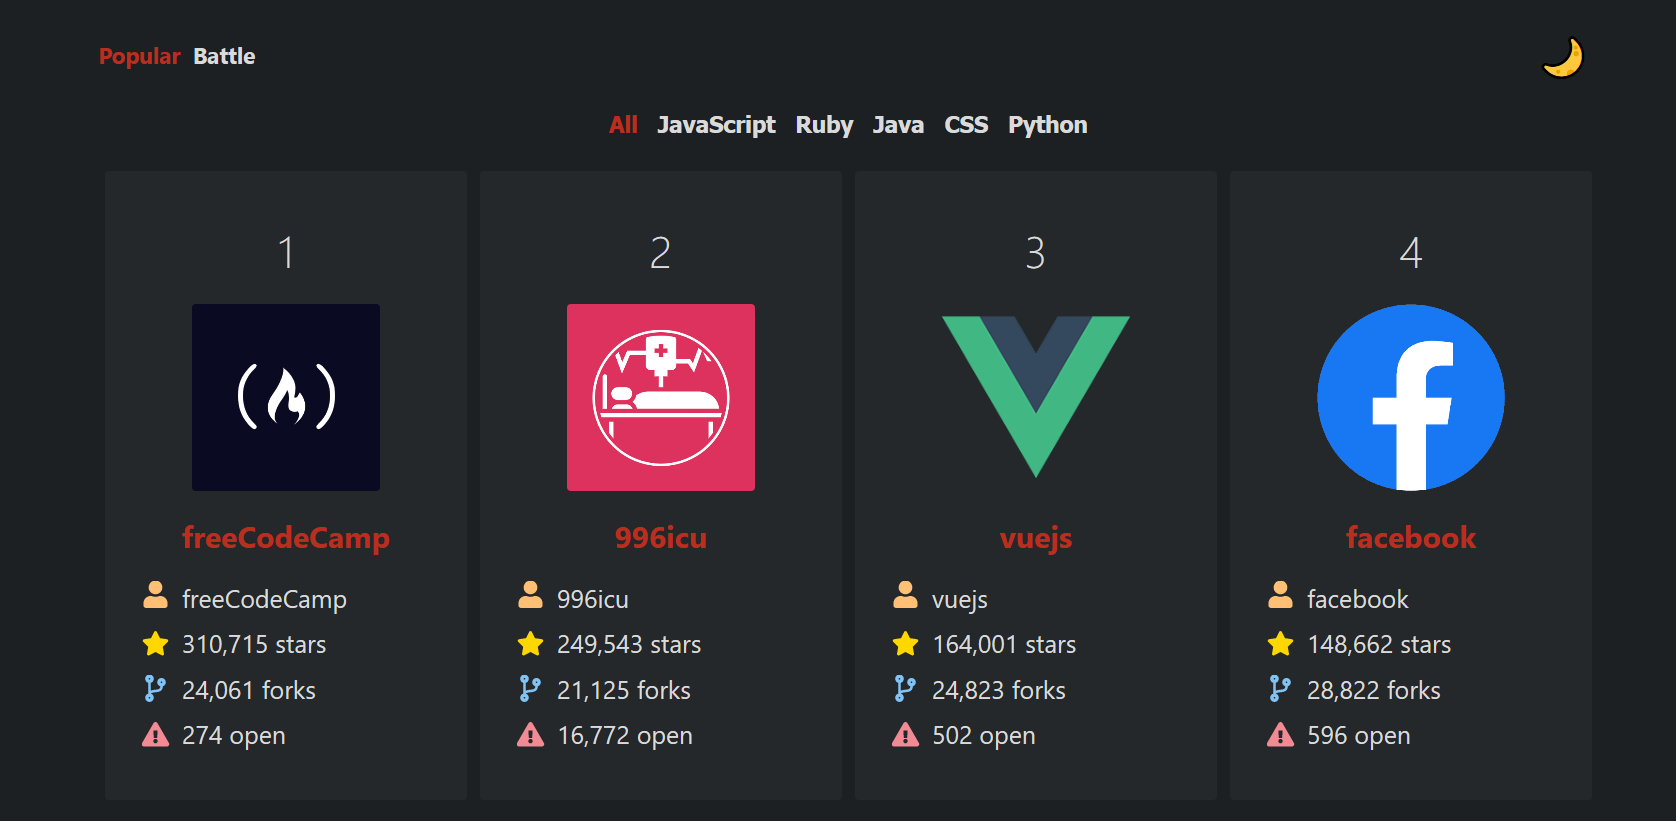 Popular Battle
All JavaScript Ruby Java CSS Python
1
freeCodeCamp
freeCodeCamp
310,715 stars
24,061 forks
274 open
2
996icu
996icu
249,543 stars
21,125 forks
16,772 open
3
vuejs
vuejs
164,001 stars
24,823 forks
502 open
4
facebook
facebook
148,662 stars
28,822 forks
596 open